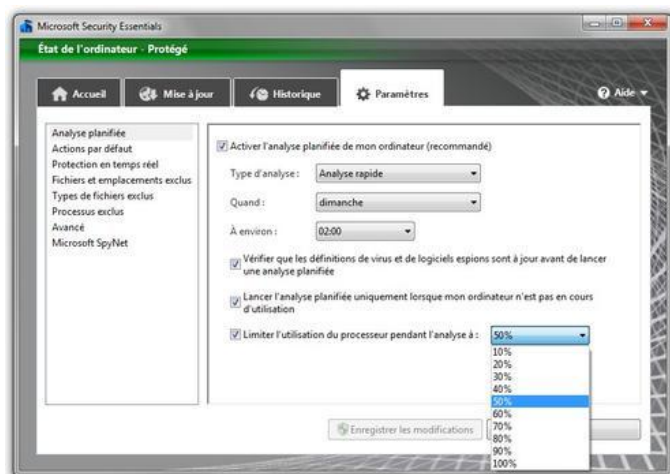 Microsoft Security Essentials
État de l'ordinateur - Protégé
Accueil
Mise à jour
Historique
Paramètres
Aide
Analyse planifiée
Actions par défaut
Protection en temps réel
Fichiers et emplacements exclus
Types de fichiers exclus
Processus exclus
Avancé
Microsoft SpyNet
Activer l'analyse planifiée de mon ordinateur (recommandé)
Type d'analyse : Analyse rapide
Quand : dimanche
À environ : 02:00
Vérifier que les définitions de virus et de logiciels espions sont à jour avant de lancer
une analyse planifiée
Lancer l'analyse planifiée uniquement lorsque mon ordinateur n'est pas en cours
d'utilisation
Limiter l'utilisation du processeur pendant l'analyse à : 50%
10%
20%
30%
40%
50%
60%
70%
80%
90%
100%
Enregistrer les modifications